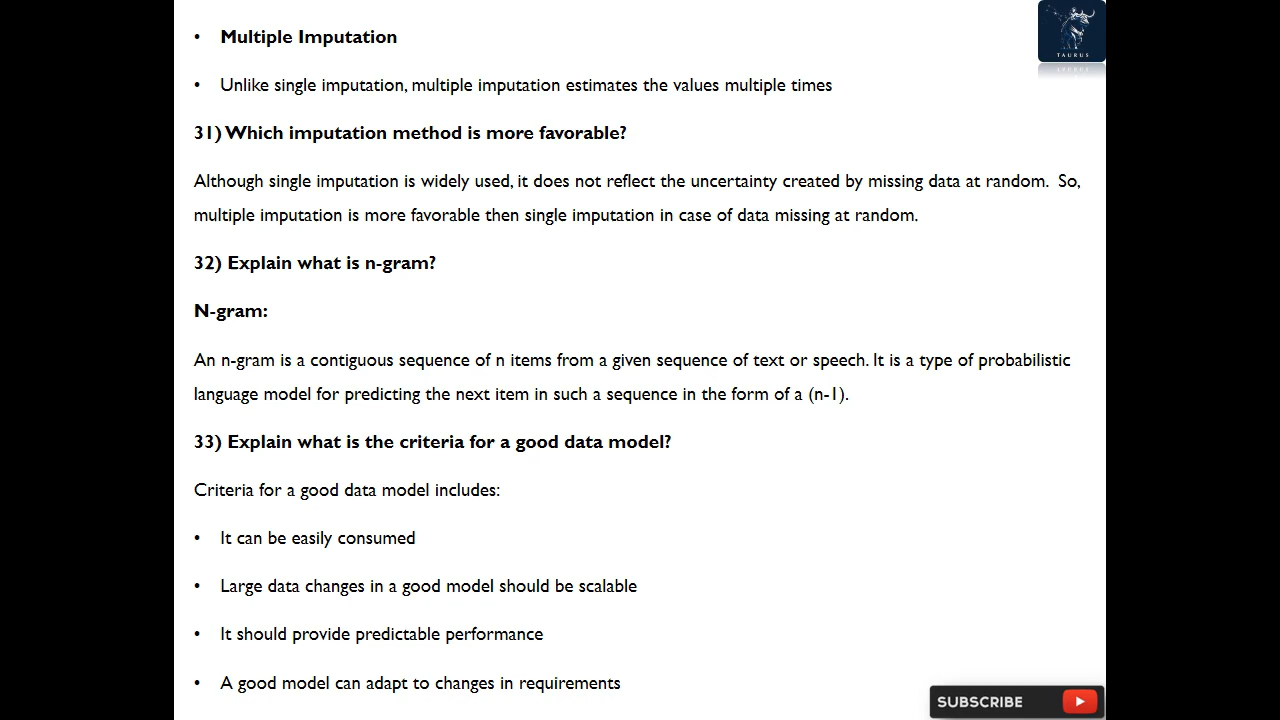 • Multiple Imputation
TAURUS
• Unlike single imputation, multiple imputation estimates the values multiple times
31) Which imputation method is more favorable?
Although single imputation is widely used, it does not reflect the uncertainty created by missing data at random. So,
multiple imputation is more favorable then single imputation in case of data missing at random.
32) Explain what is n-gram?
N-gram:
An n-gram is a contiguous sequence of n items from a given sequence of text or speech. It is a type of probabilistic
language model for predicting the next item in such a sequence in the form of a (n-1).
33) Explain what is the criteria for a good data model?
Criteria for a good data model includes:
• It can be easily consumed
• Large data changes in a good model should be scalable
• It should provide predictable performance
• A good model can adapt to changes in requirements
SUBSCRIBE